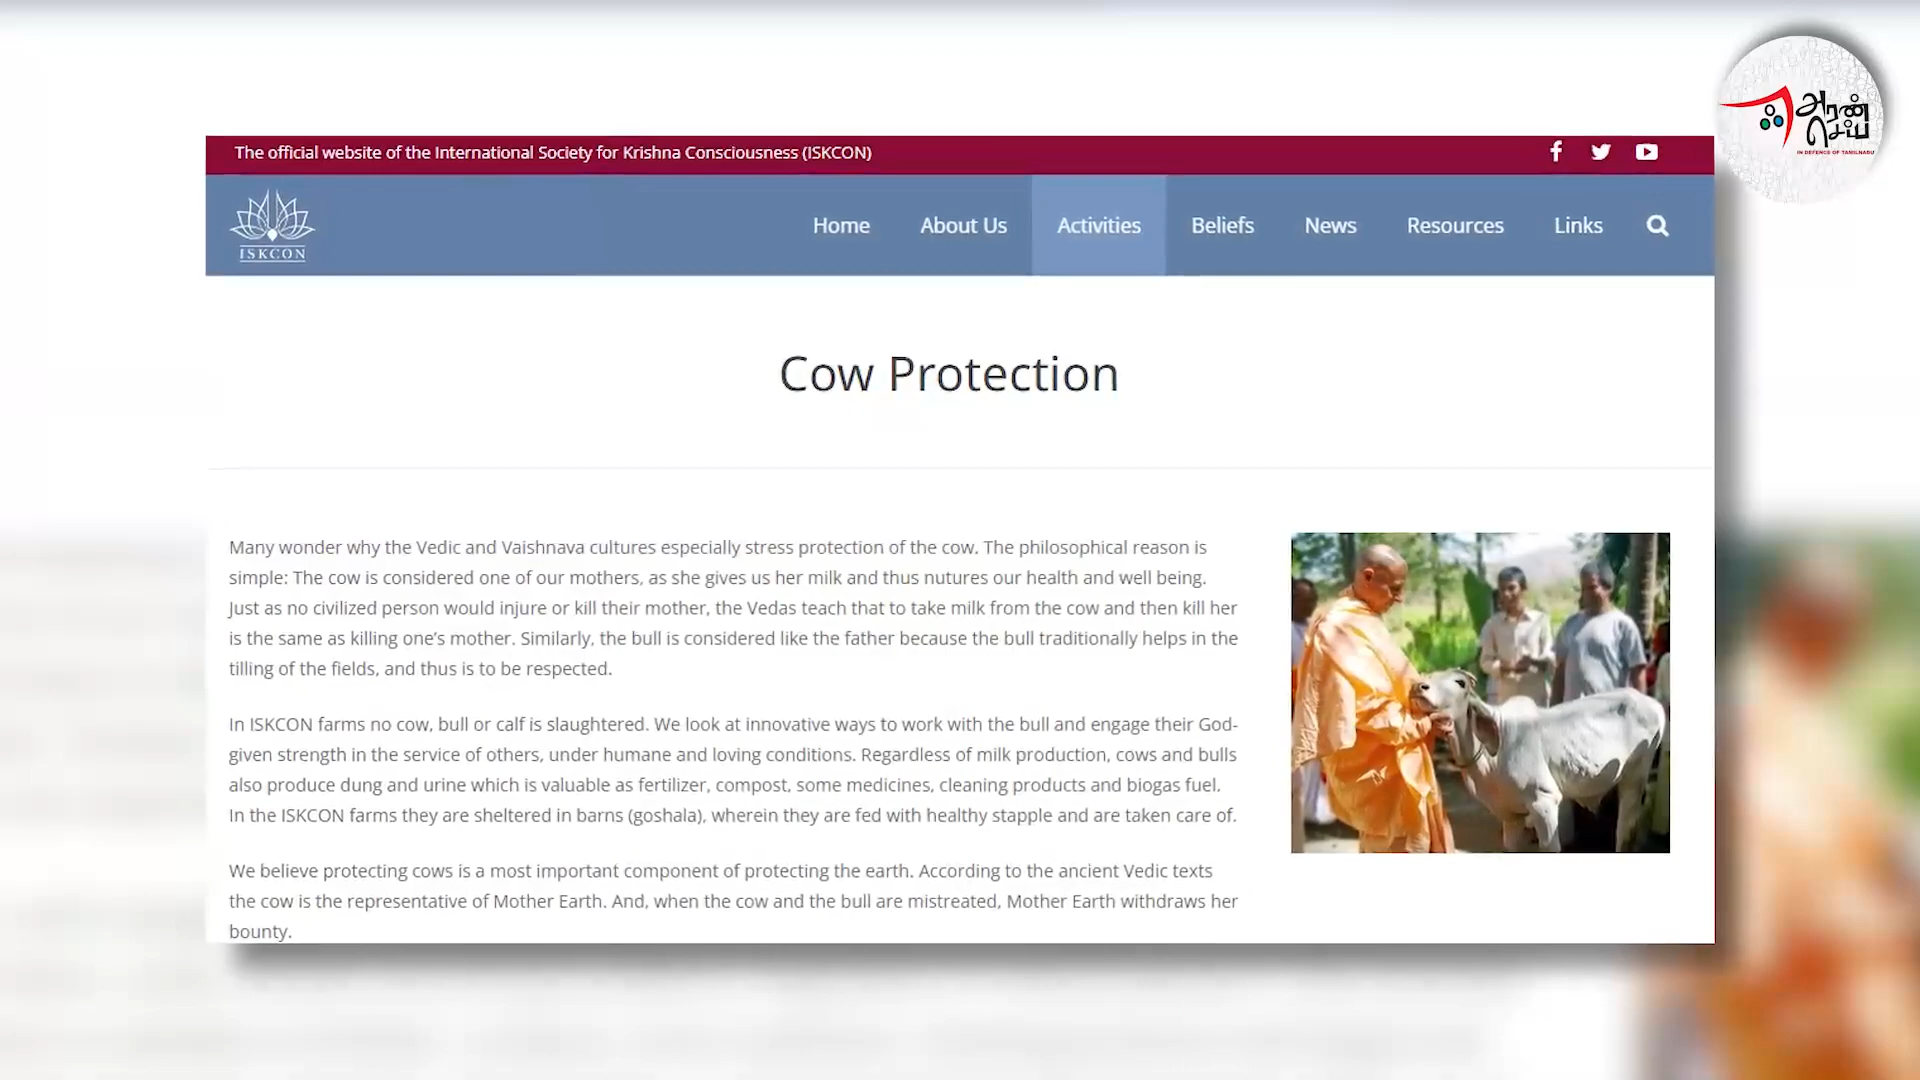 The official website of the International Society for Krishna Consciousness (ISKCON)
அரண்
செய்
IN DEFENCE OF TAMILNADU
ISKCON
Home About Us Activities Beliefs News Resources Links
Cow Protection
Many wonder why the Vedic and Vaishnava cultures especially stress protection of the cow. The philosophical reason is
simple: The cow is considered one of our mothers, as she gives us her milk and thus nutures our health and well being.
Just as no civilized person would injure or kill their mother, the Vedas teach that to take milk from the cow and then kill her
is the same as killing one's mother. Similarly, the bull is considered like the father because the bull traditionally helps in the
tilling of the fields, and thus is to be respected.
In ISKCON farms no cow, bull or calf is slaughtered. We look at innovative ways to work with the bull and engage their God-
given strength in the service of others, under humane and loving conditions. Regardless of milk production, cows and bulls
also produce dung and urine which is valuable as fertilizer, compost, some medicines, cleaning products and biogas fuel.
In the ISKCON farms they are sheltered in barns (goshala), wherein they are fed with healthy stapple and are taken care of.
We believe protecting cows is a most important component of protecting the earth. According to the ancient Vedic texts
the cow is the representative of Mother Earth. And, when the cow and the bull are mistreated, Mother Earth withdraws her
bounty.